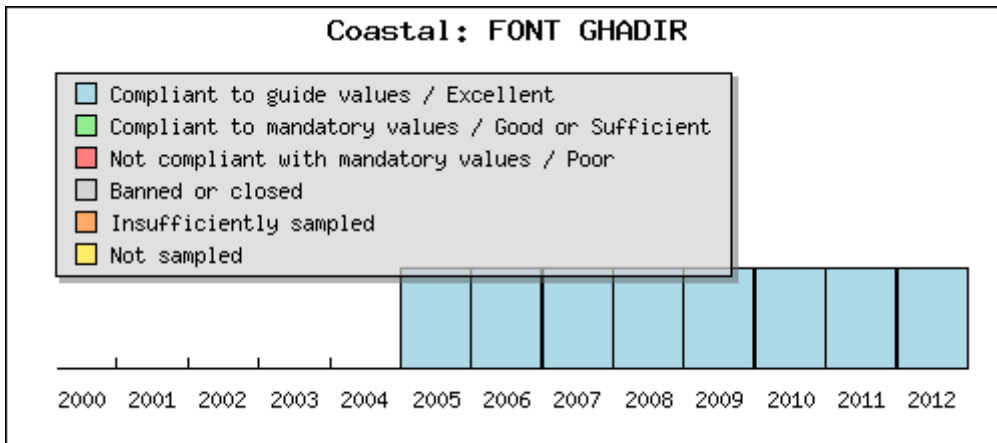 Coastal: FONT GHADIR
Compliant to guide values / Excellent
Compliant to mandatory values / Good or Sufficient
Not compliant with mandatory values / Poor
Banned or closed
Insufficiently sampled
Not sampled
2000 2001 2002 2003 2004 2005 2006 2007 2008 2009 2010 2011 2012